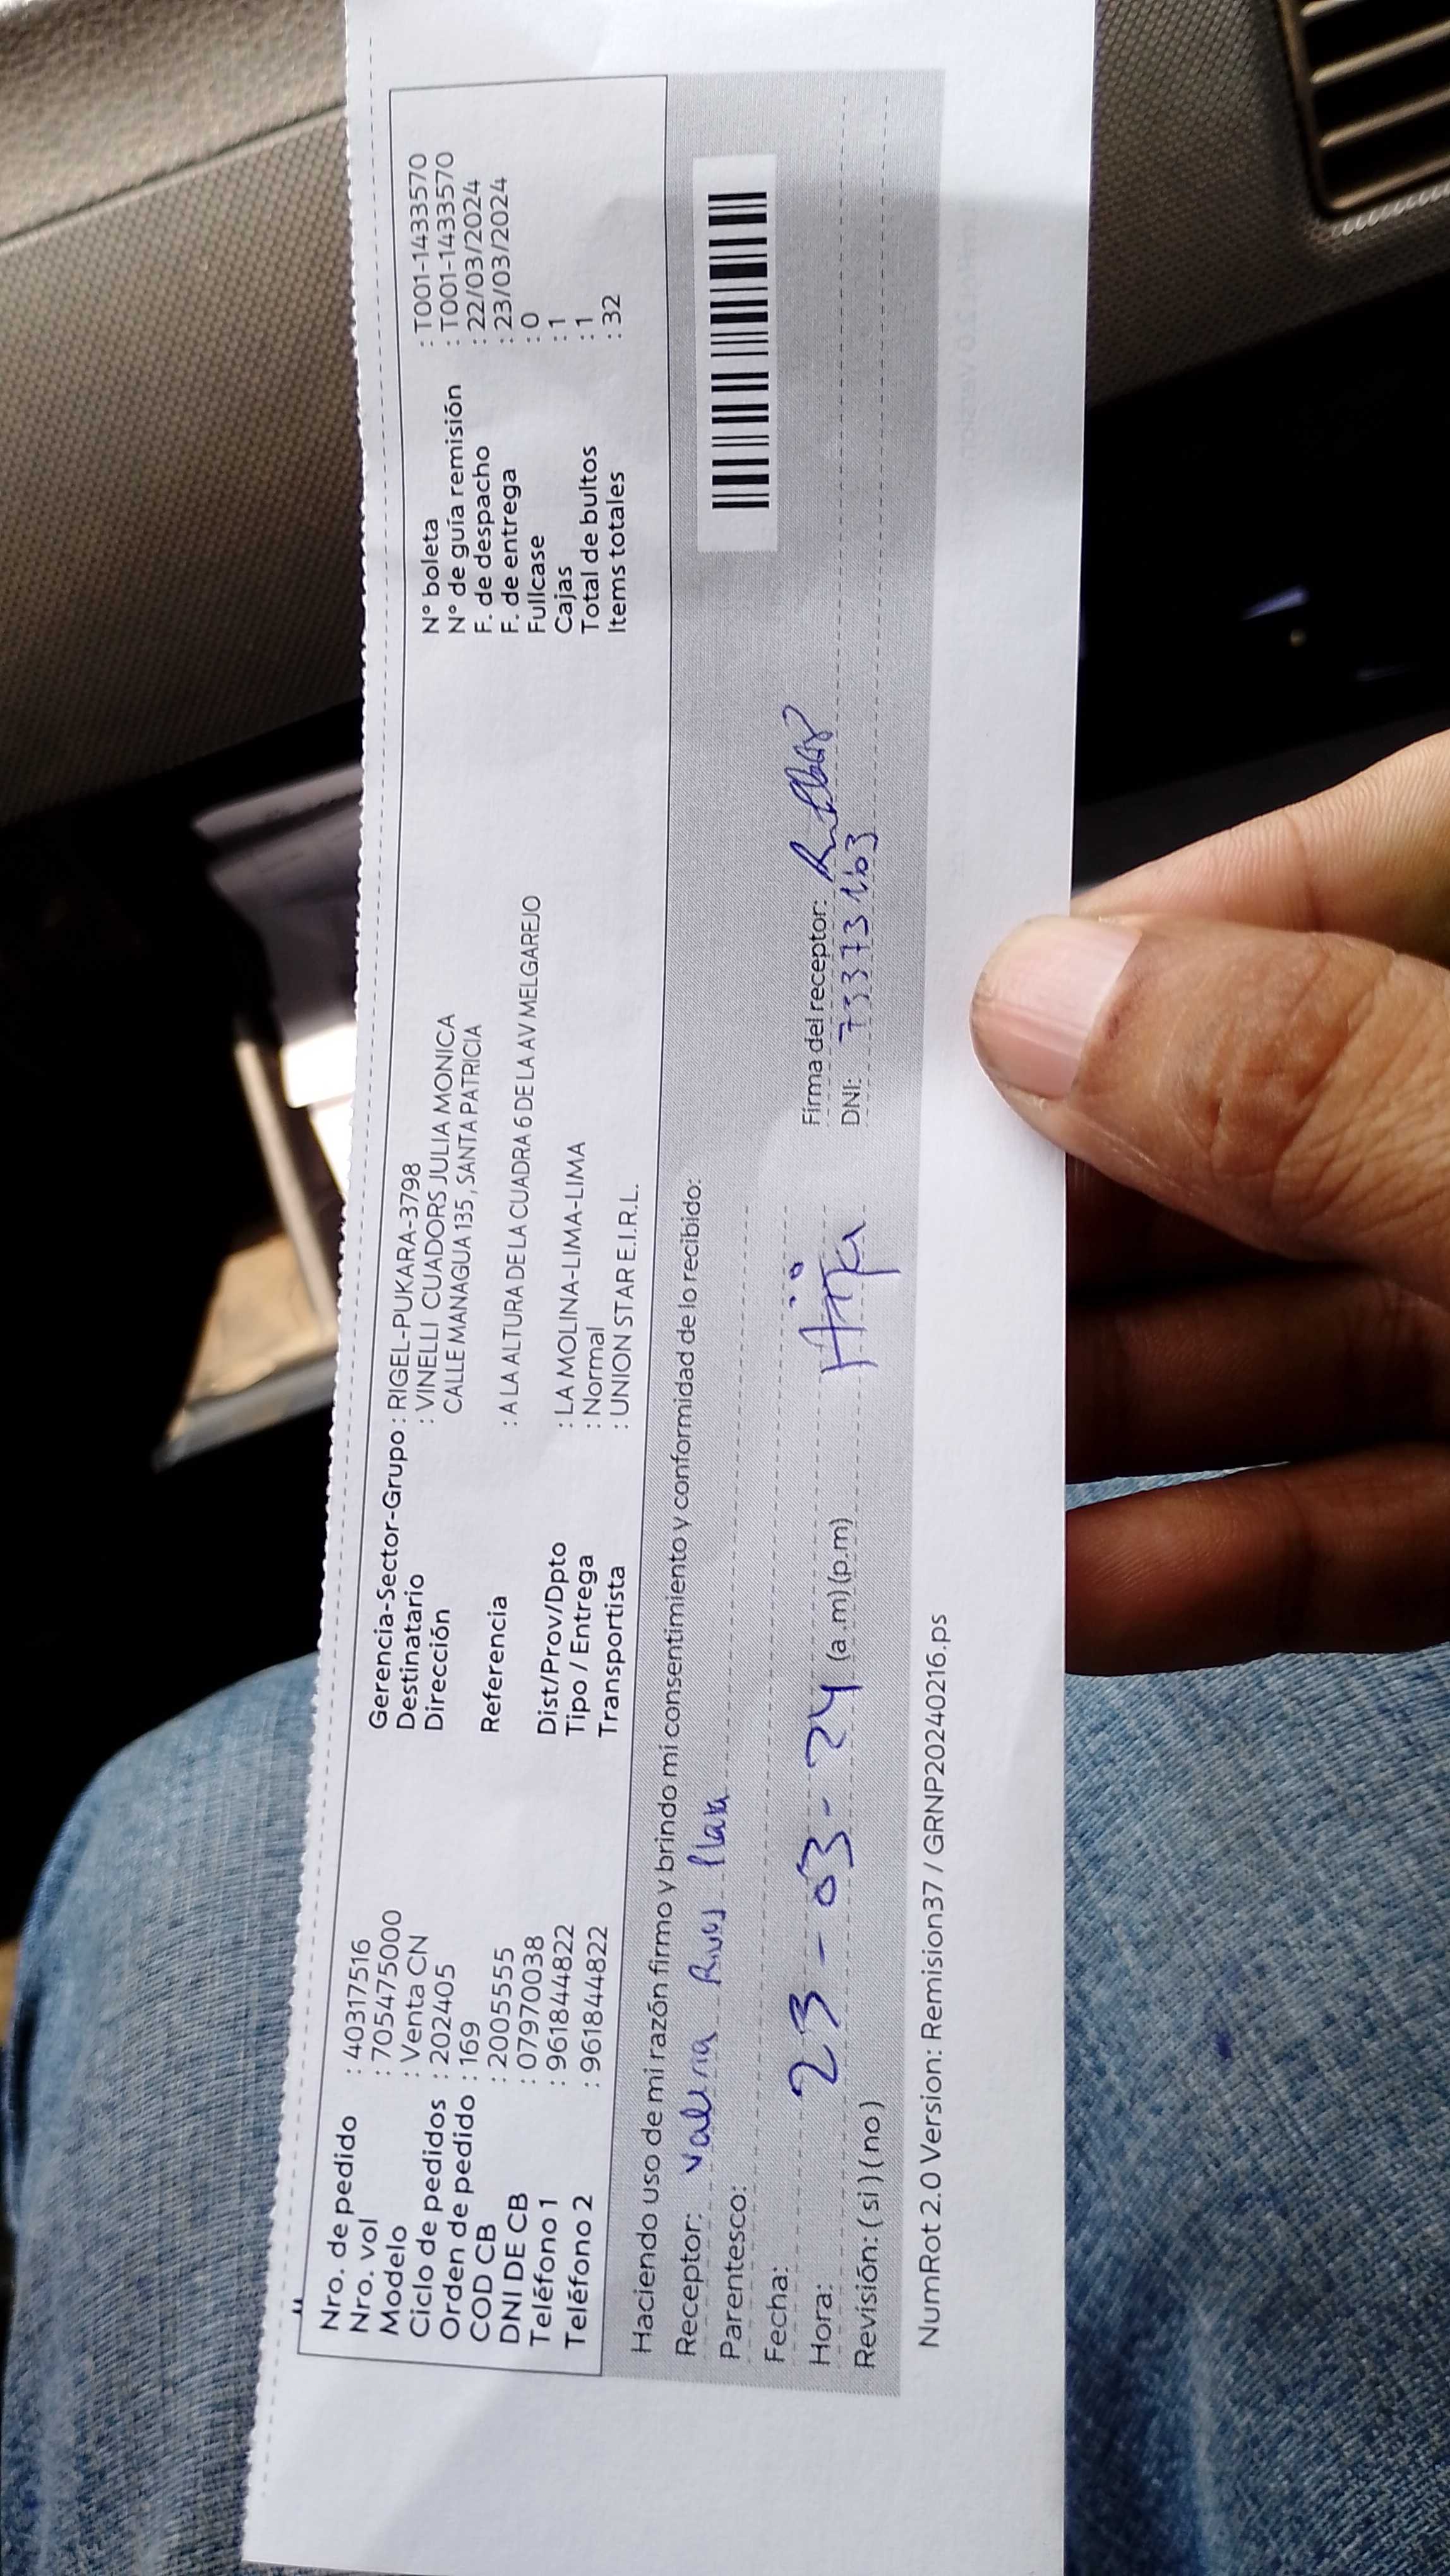 Nro. de pedido : 40317516
Nro. vol : 70547475000
Modelo : Venta CN
Ciclo de pedidos : 202405
Orden de pedido : 169
COD CB : 2005555
DNI DE CB : 07970038
Teléfono 1 : 961844822
Teléfono 2 : 961844822
Gerencia-Sector-Grupo : RIGEL-PUKARA-3798
Destinatario : VINELLI CUADORS JULIA MONICA
Dirección CALLE MANAGUA 135, SANTA PATRICIA
Referencia : A LA ALTURA DE LA CUADRA 6 DE LA AV MELGAREJO
Dist/Prov/Dpto : LA MOLINA-LIMA-LIMA
Tipo / Entrega : Normal
Transportista : UNION STAR E.I.R.L.
N° boleta : T001-1433570
N° de guía remisión : T001-1433570
F. de despacho : 22/03/2024
F. de entrega : 23/03/2024
Fullcase : 0
Cajas : 1
Total de bultos : 1
Items totales : 32
Haciendo uso de mi razón firmo y brindo mi consentimiento y conformidad de lo recibido:
Receptor: Valeria Rivas
Parentesco:
Fecha:
Hora: 23-03-24 (a.m)(p.m) Hija
Revisión: (si) (no)
Firma del receptor:
DNI: 73373163
NumRot 2.0 Version: Remision37 / GRNP20240216.ps